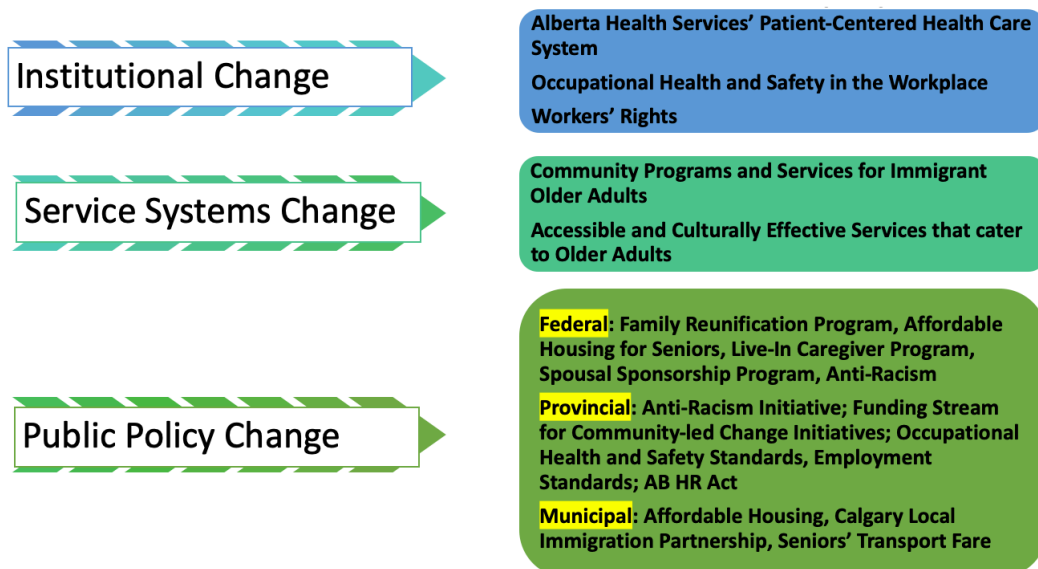 Institutional Change
Alberta Health Services' Patient-Centered Health Care
System
Occupational Health and Safety in the Workplace
Workers' Rights
Service Systems Change
Community Programs and Services for Immigrant
Older Adults
Accessible and Culturally Effective Services that cater
to Older Adults
Public Policy Change
Federal: Family Reunification Program, Affordable
Housing for Seniors, Live-In Caregiver Program,
Spousal Sponsorship Program, Anti-Racism
Provincial: Anti-Racism Initiative; Funding Stream
for Community-led Change Initiatives; Occupational
Health and Safety Standards, Employment
Standards; AB HR Act
Municipal: Affordable Housing, Calgary Local
Immigration Partnership, Seniors' Transport Fare